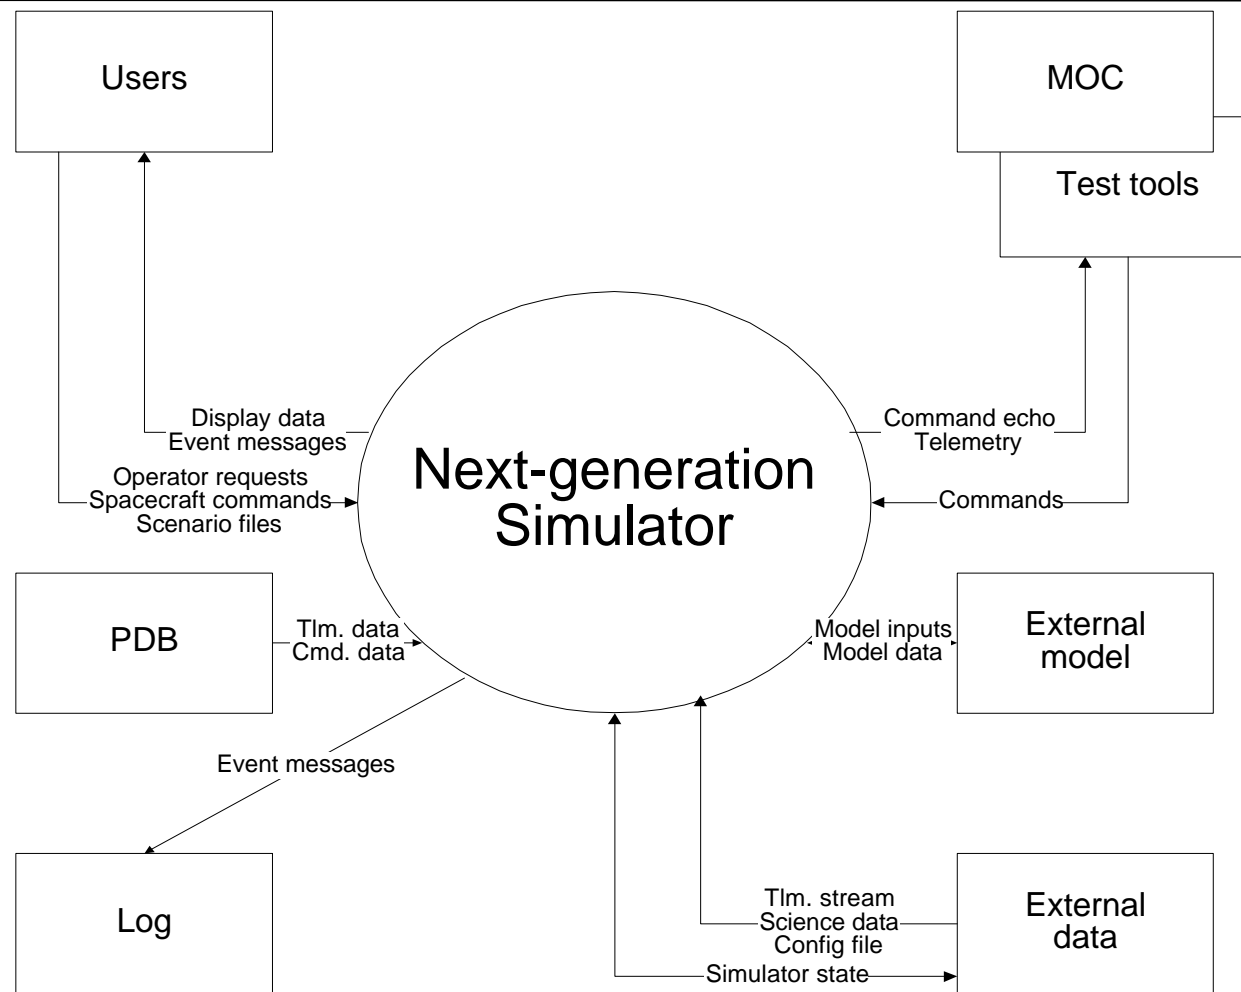 Users
MOC
Test tools
Display data
Event messages
Command echo
Telemetry
Next-generation
Simulator
Operator requests
Spacecraft commands
Scenario files
Commands
PDB
Tlm. data
Cmd. data
Model inputs
Model data
External
model
Event messages
Log
Tlm. stream
Science data
Config file
Simulator state
External
data